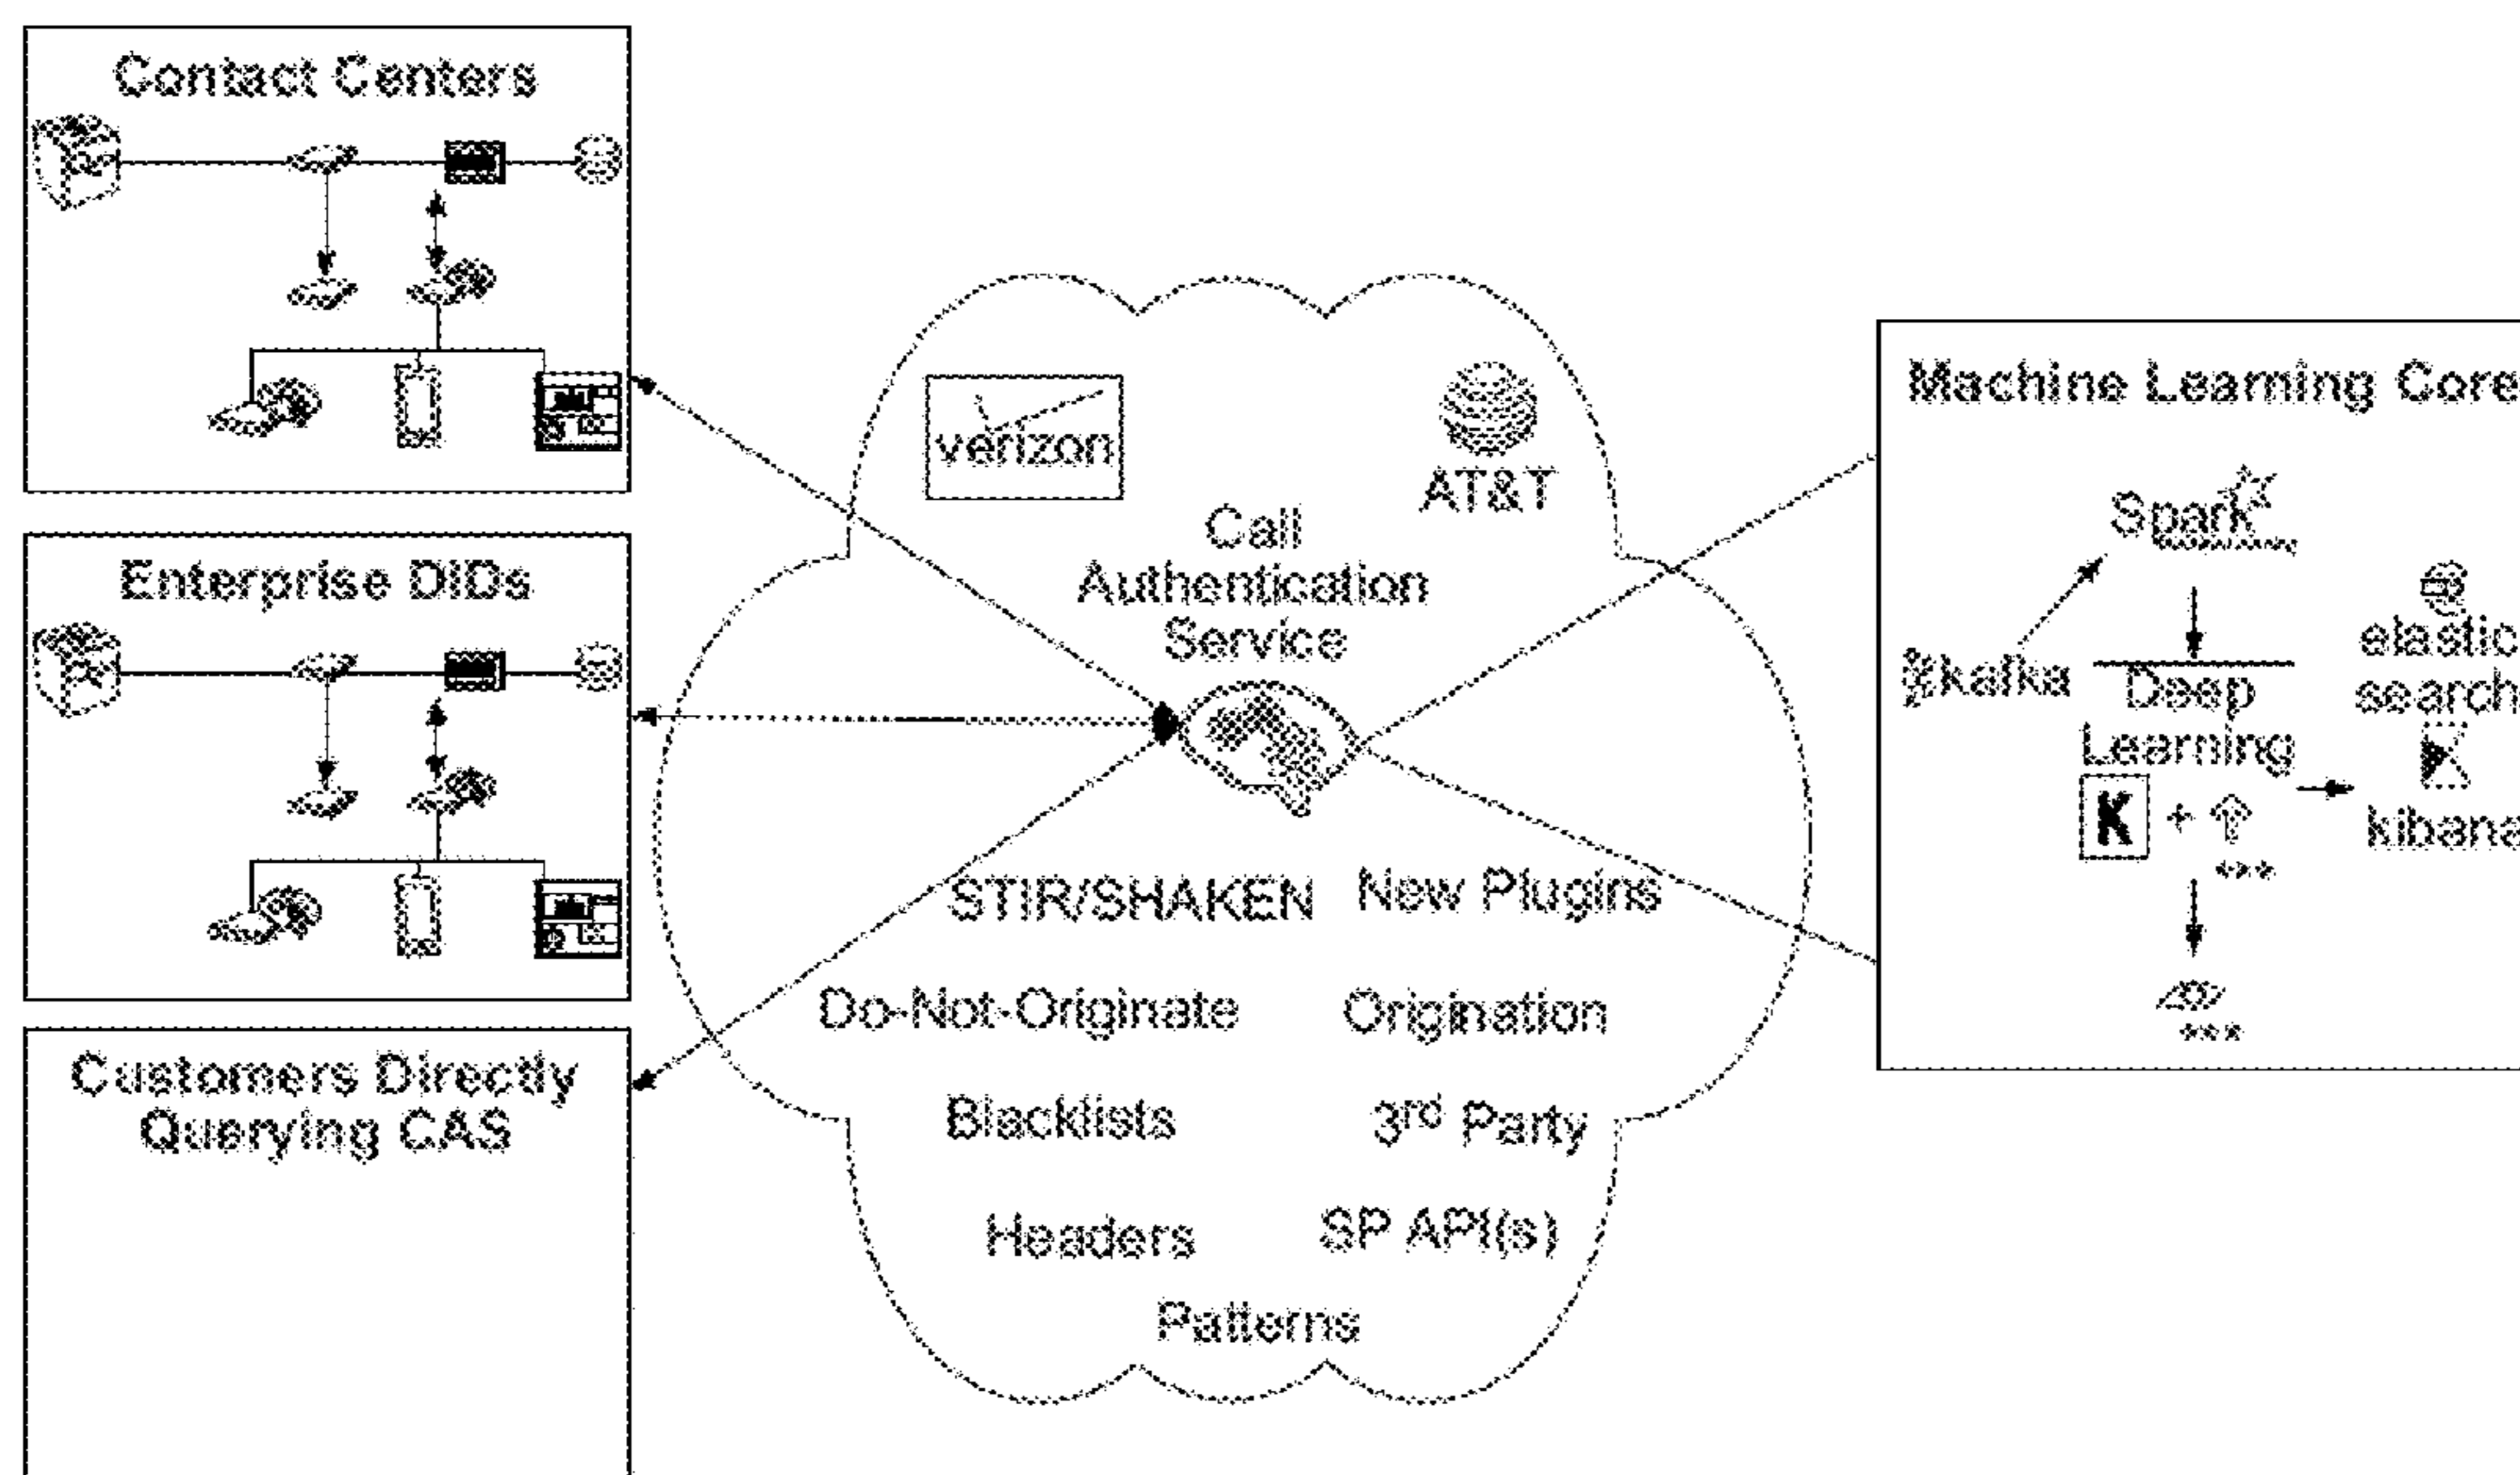 Contact Centers
Enterprise DIDs
Customers Directly
Querying CAS
verizon
AT&T
Call
Authentication
Service
STIR/SHAKEN
New Plugins
Do-Not-Originate
Origination
Blacklists
3rd Party
Headers
SP API(s)
Patterns
Machine Learning Core
Spark
kafka
Deep
Learning
K +
elastic
search
kibana